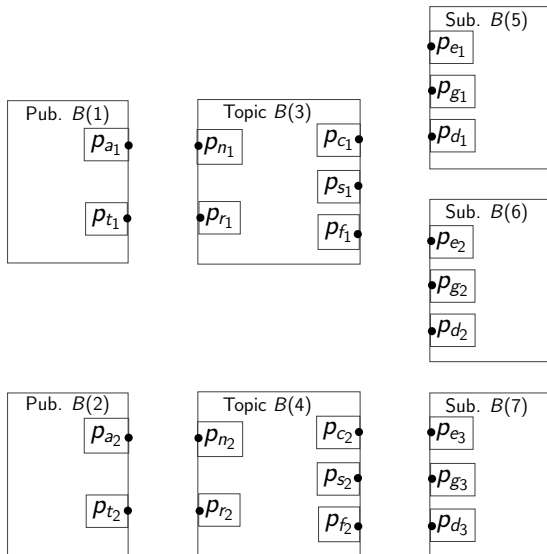 Sub. B(5)
p_{e_1}
p_{g_1}
p_{d_1}
Pub. B(1)
p_{a_1}
p_{t_1}
Topic B(3)
p_{n_1}
p_{r_1}
p_{c_1}
p_{s_1}
p_{f_1}
Sub. B(6)
p_{e_2}
p_{g_2}
p_{d_2}
Pub. B(2)
p_{a_2}
p_{t_2}
Topic B(4)
p_{n_2}
p_{r_2}
p_{c_2}
p_{s_2}
p_{f_2}
Sub. B(7)
p_{e_3}
p_{g_3}
p_{d_3}